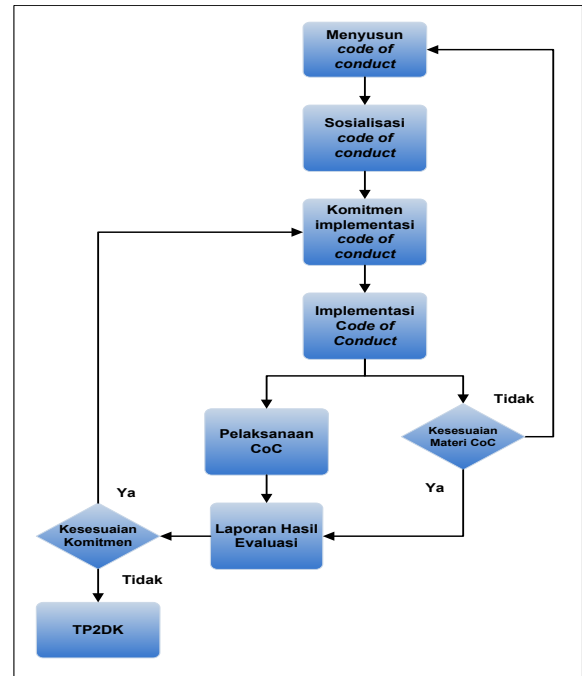 Menyusun
code of
conduct
Sosialisasi
code of
conduct
Komitmen
implementasi
code of
conduct
Implementasi
Code of
Conduct
Tidak
Pelaksanaan
CoC
Kesesuaian
Materi CoC
Ya
Ya
Kesesuaian
Komitmen
Laporan Hasil
Evaluasi
Tidak
TP2DK